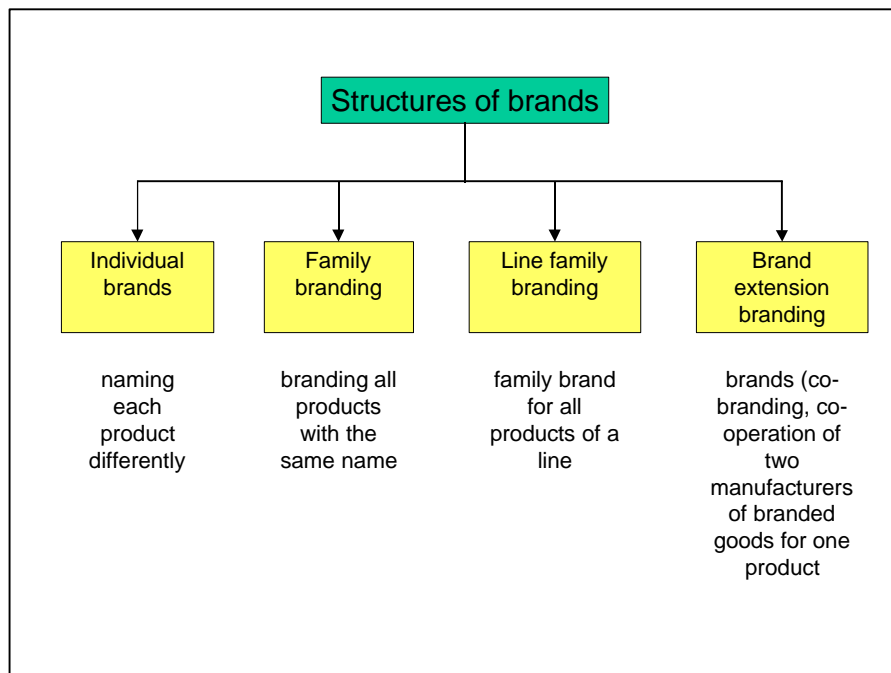 Structures of brands
Individual
brands
naming
each
product
differently
Family
branding
branding all
products
with the
same name
Line family
branding
family brand
for all
products of a
line
Brand
extension
branding
brands (co-
branding, co-
operation of
two
manufacturers
of branded
goods for one
product